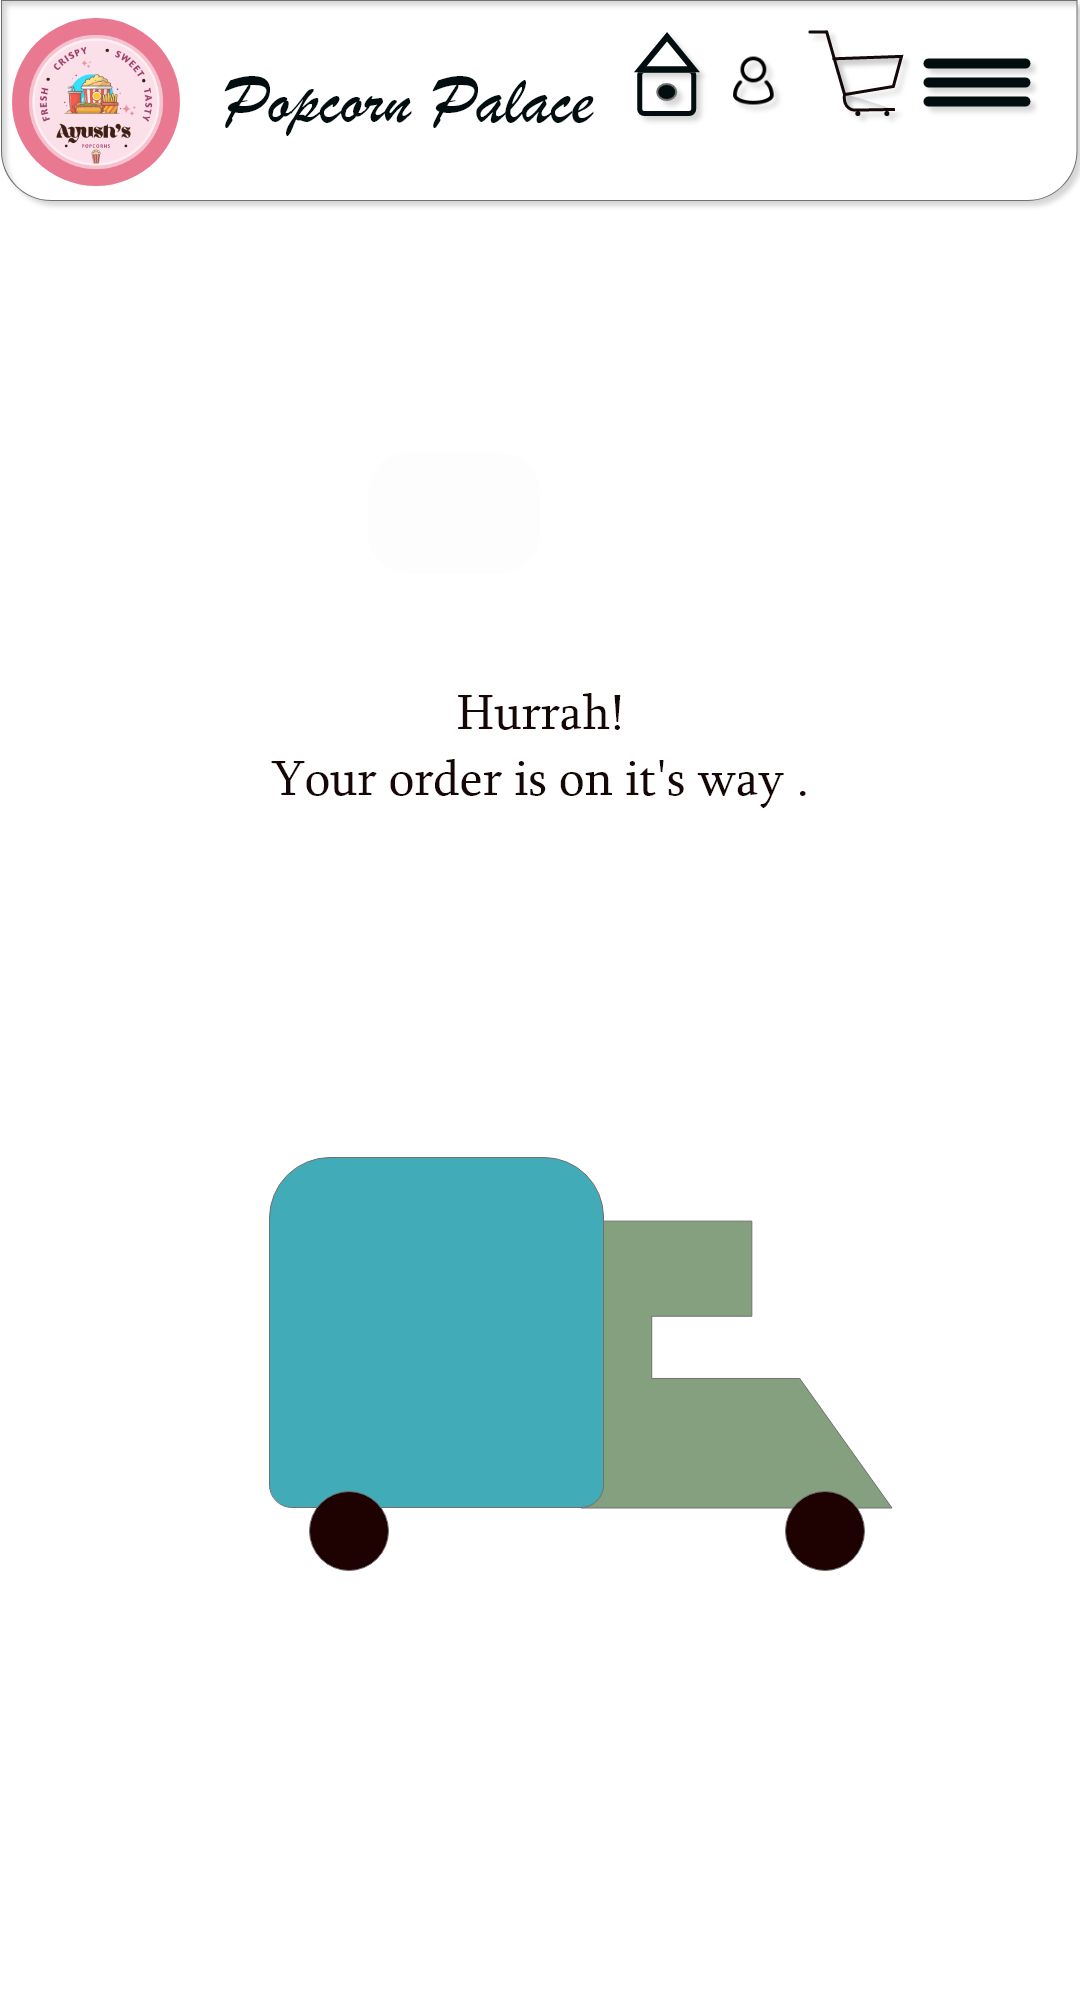 FRESH • CRISPY • SWEET • TASTY
Ayush's
• POPCORNS •
Popcorn Palace
Hurrah!
Your order is on it's way .